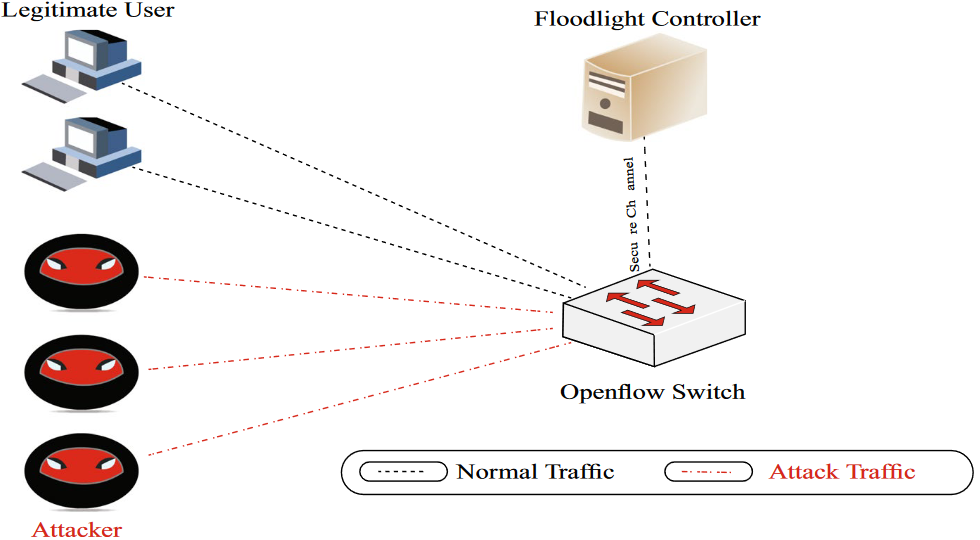 Legitimate User
Floodlight Controller
Secu re Ch annel
Openflow Switch
Normal Traffic
Attack Traffic
Attacker